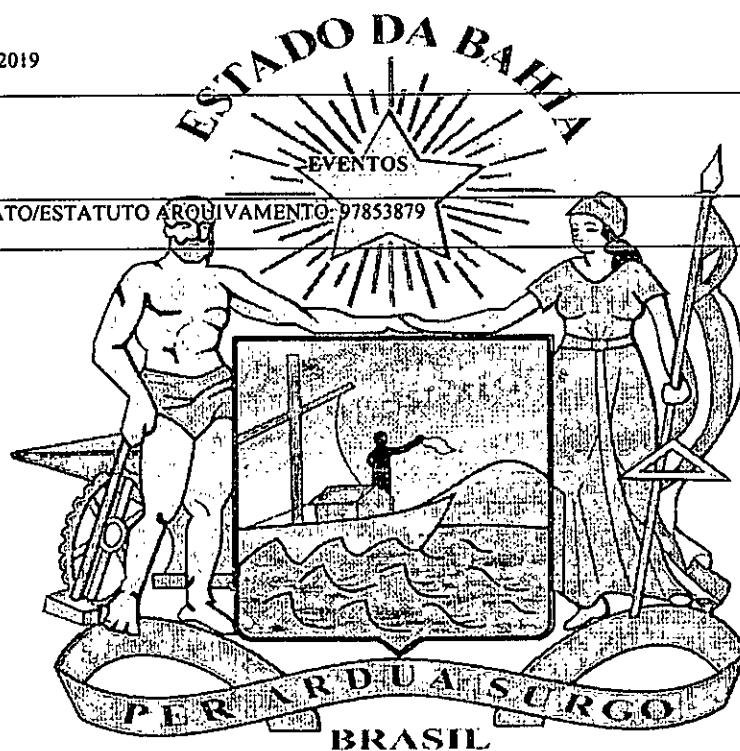 2019
ESTADO DA BAHIA
EVENTOS
ATO/ESTATUTO ARQUIVAMENTO: 97853879
PER ARDUA SURGO
BRASIL